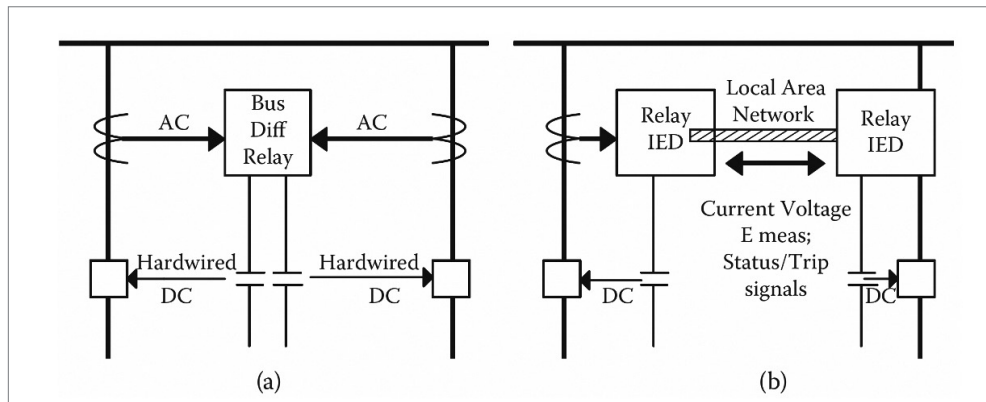 AC
Bus
Diff
Relay
AC
Hardwired
DC
Hardwired
DC
(a)
Relay
IED
Local Area
Network
Relay
IED
Current Voltage
E meas;
Status/Trip
signals
DC
DC
(b)